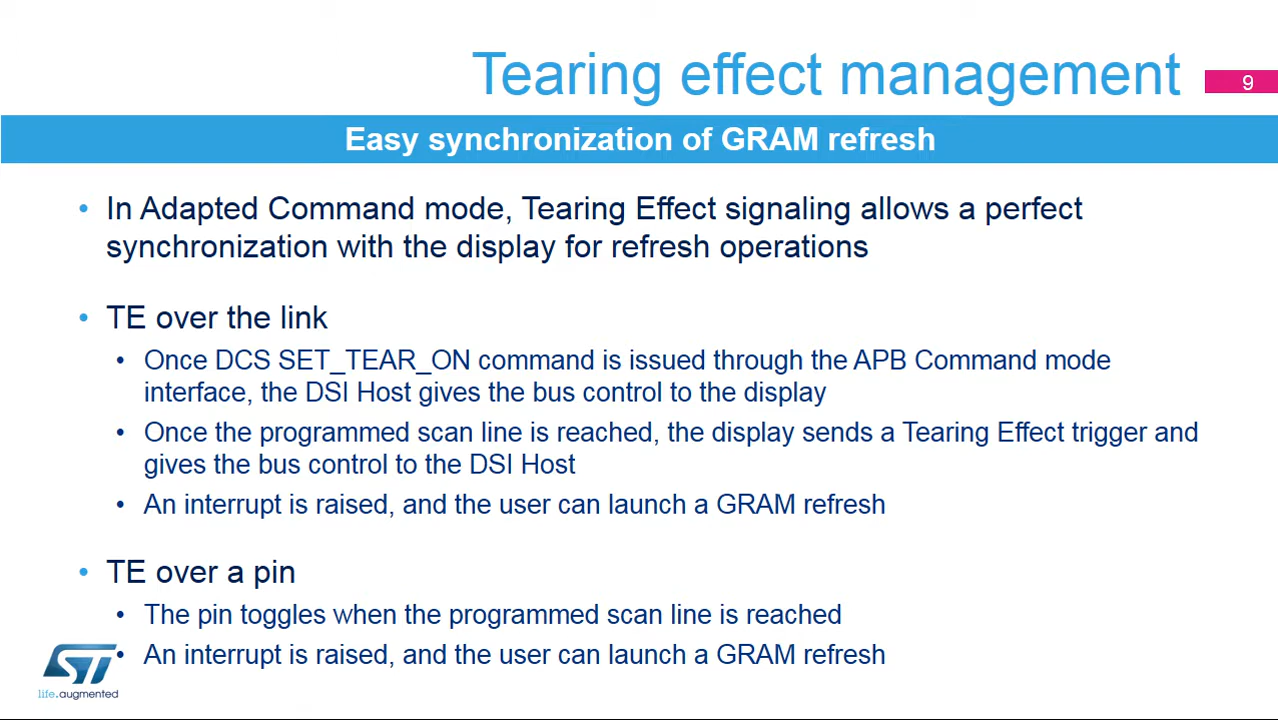 Tearing effect management
9
Easy synchronization of GRAM refresh
• In Adapted Command mode, Tearing Effect signaling allows a perfect
synchronization with the display for refresh operations
• TE over the link
• Once DCS SET_TEAR_ON command is issued through the APB Command mode
interface, the DSI Host gives the bus control to the display
• Once the programmed scan line is reached, the display sends a Tearing Effect trigger and
gives the bus control to the DSI Host
• An interrupt is raised, and the user can launch a GRAM refresh
• TE over a pin
• The pin toggles when the programmed scan line is reached
• An interrupt is raised, and the user can launch a GRAM refresh
ST
life.augmented